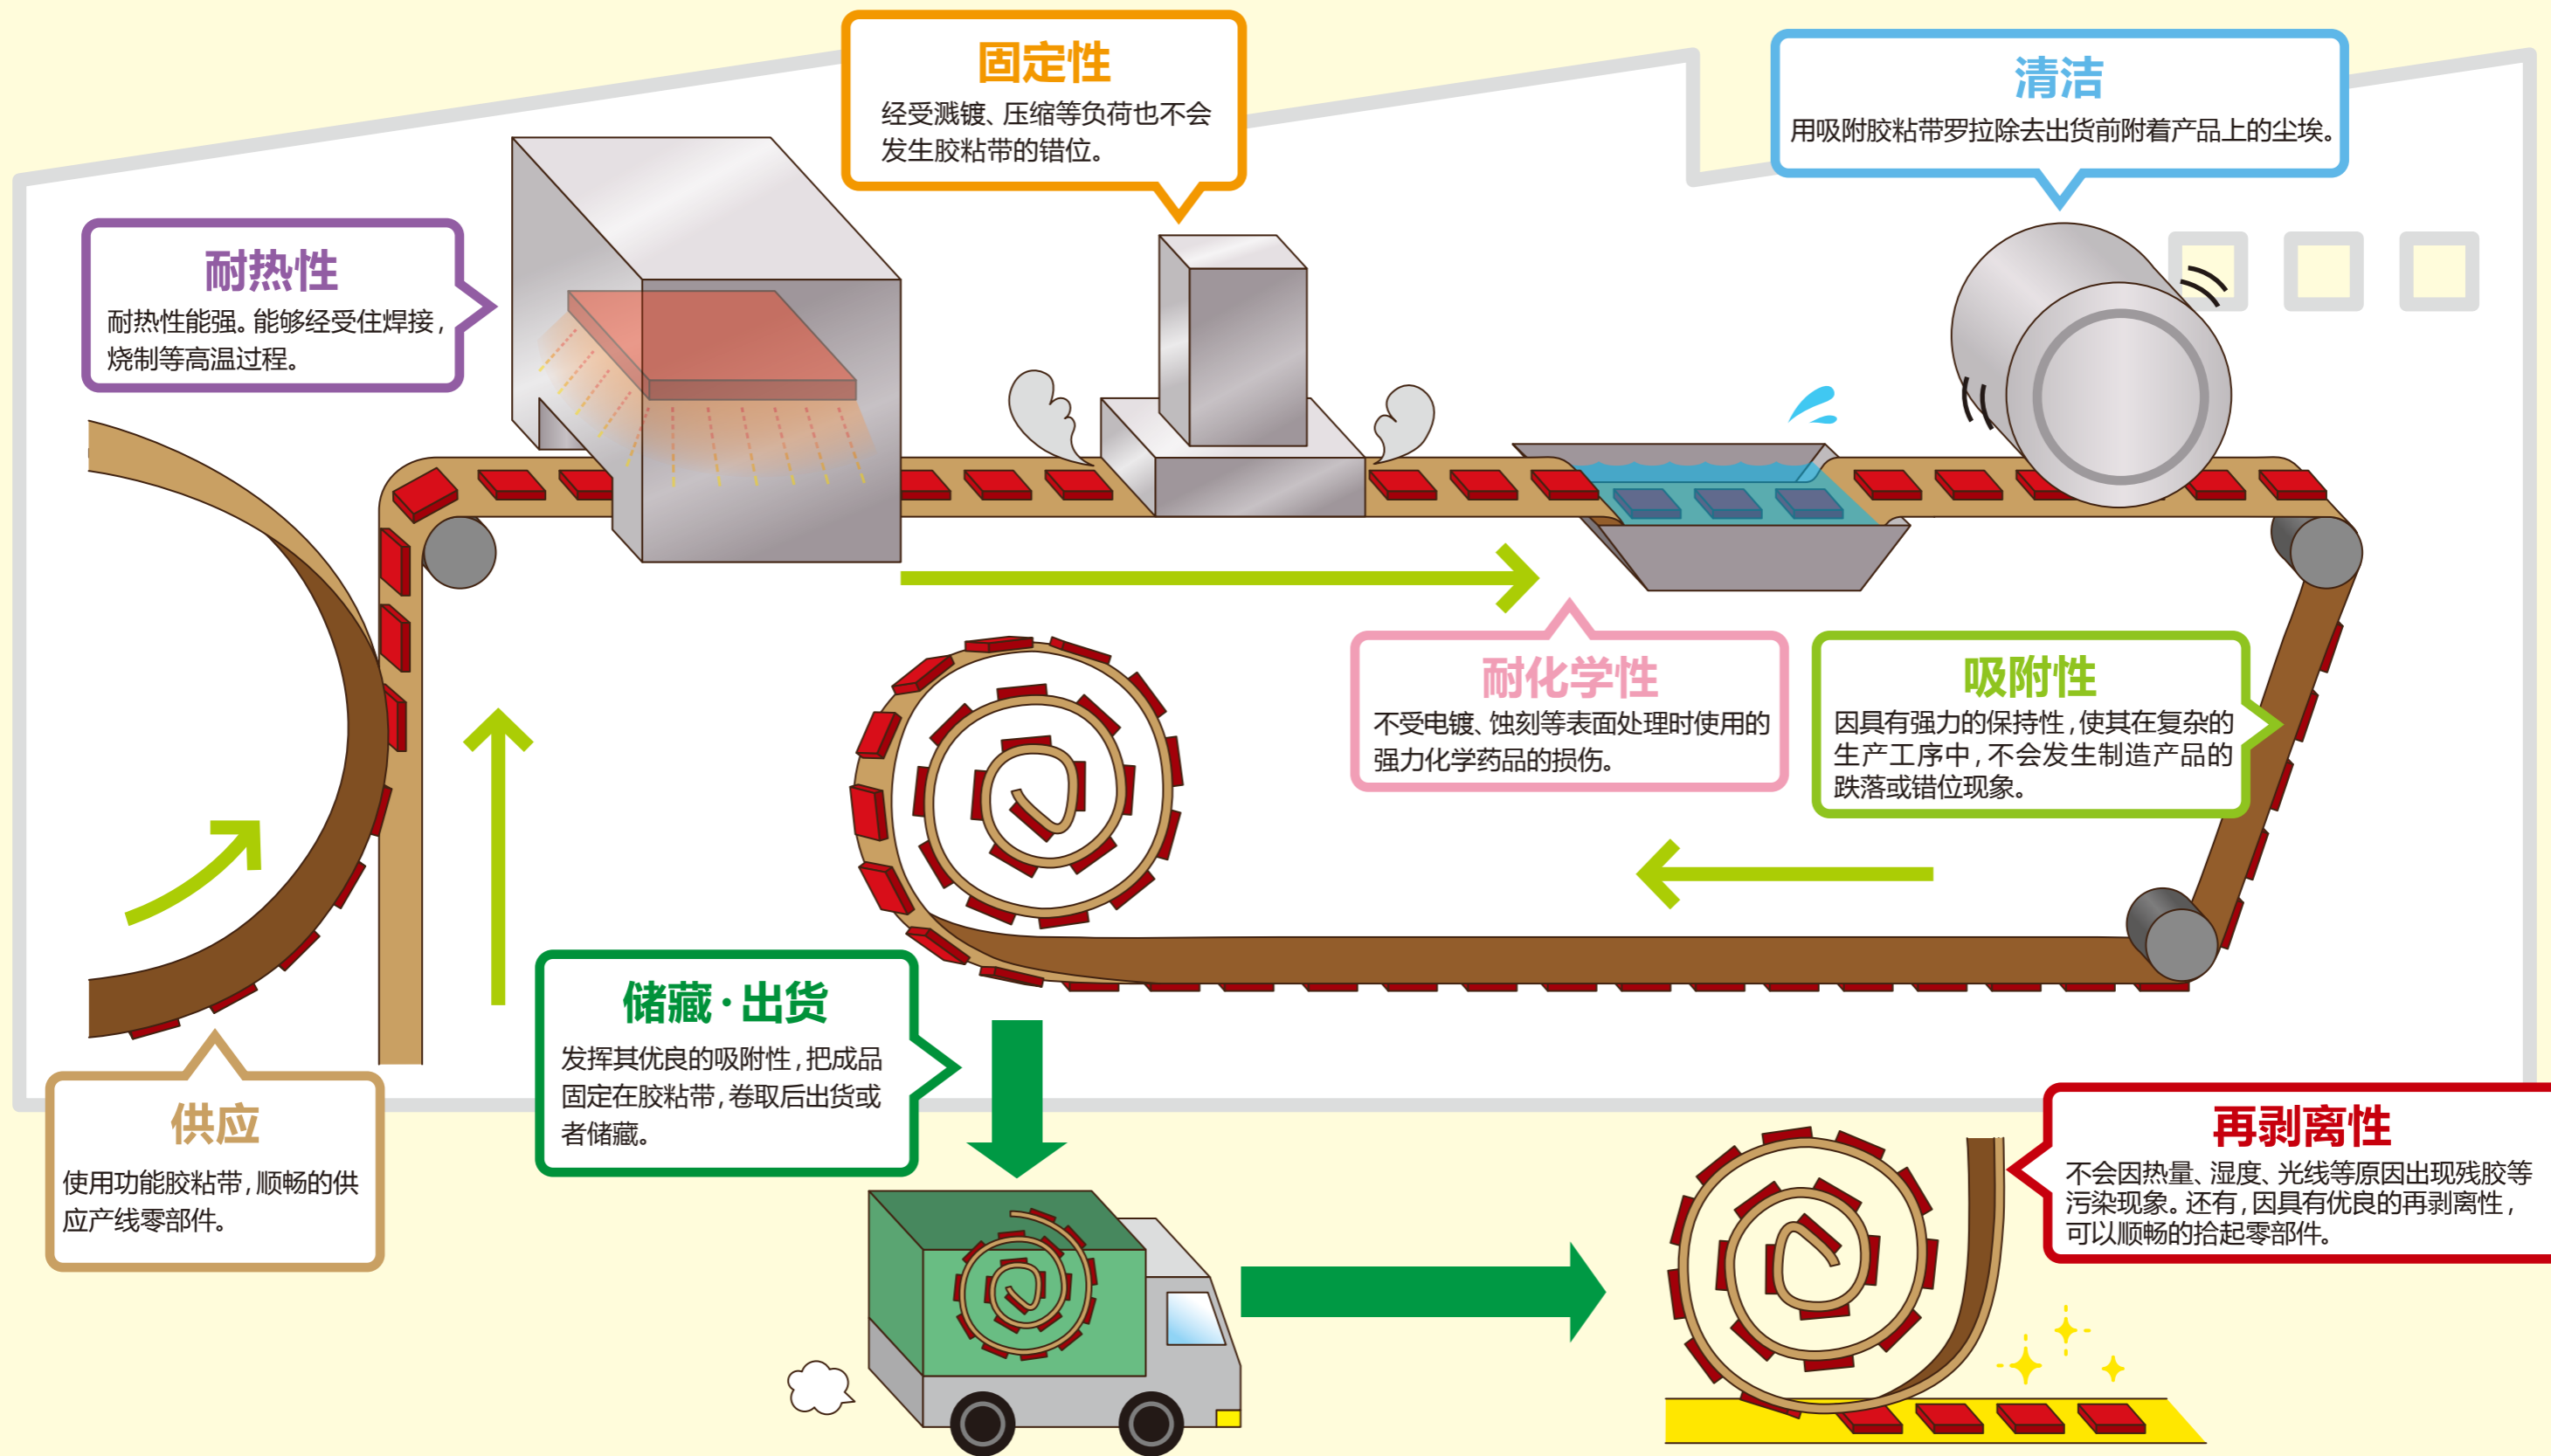 固定性
经受溅镀、压缩等负荷也不会
发生胶粘带的错位。
清洁
用吸附胶粘带罗拉除去出货前附着产品上的尘埃。
耐热性
耐热性能强。能够经受住焊接，
烧制等高温过程。
耐化学性
不受电镀、蚀刻等表面处理时使用的
强力化学药品的损伤。
吸附性
因具有强力的保持性，使其在复杂的
生产工序中，不会发生制造产品的
跌落或错位现象。
储藏·出货
发挥其优良的吸附性，把成品
固定在胶粘带，卷取后出货或
者储藏。
供应
使用功能胶粘带，顺畅的供
应产线零部件。
再剥离性
不会因热量、湿度、光线等原因出现残胶等
污染现象。还有，因具有优良的再剥离性，
可以顺畅的拾起零部件。